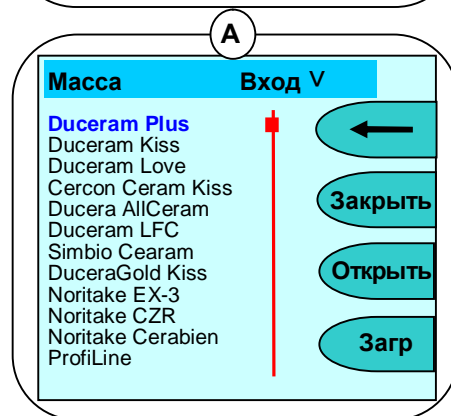 A
Масса Вход V
Duceram Plus
Duceram Kiss
Duceram Love
Cercon Ceram Kiss
Ducera AllCeram
Duceram LFC
Simbio Cearam
DuceraGold Kiss
Noritake EX-3
Noritake CZR
Noritake Cerabien
ProfiLine
Закрыть
Открыть
Загр